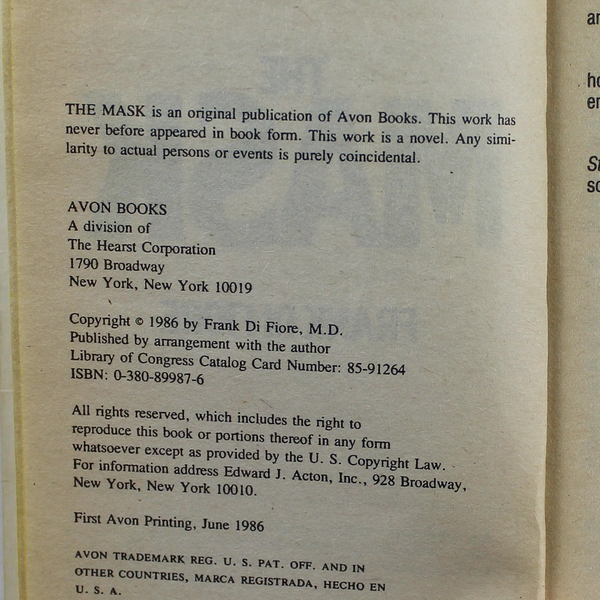 THE MASK is an original publication of Avon Books. This work has
never before appeared in book form. This work is a novel. Any simi-
larity to actual persons or events is purely coincidental.
AVON BOOKS
A division of
The Hearst Corporation
1790 Broadway
New York, New York 10019
Copyright © 1986 by Frank Di Fiore, M.D.
Published by arrangement with the author
Library of Congress Catalog Card Number: 85-91264
ISBN: 0-380-89987-6
All rights reserved, which includes the right to
reproduce this book or portions thereof in any form
whatsoever except as provided by the U. S. Copyright Law.
For information address Edward J. Acton, Inc., 928 Broadway,
New York, New York 10010.
First Avon Printing, June 1986
AVON TRADEMARK REG. U. S. PAT. OFF. AND IN
OTHER COUNTRIES, MARCA REGISTRADA, HECHO EN
U. S. A.